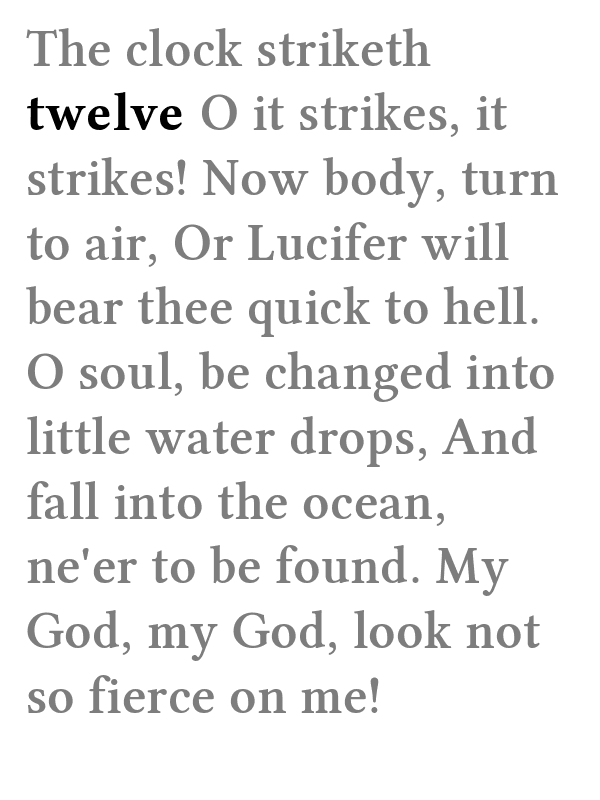 The clock striketh
twelve O it strikes, it
strikes! Now body, turn
to air, Or Lucifer will
bear thee quick to hell.
O soul, be changed into
little water drops, And
fall into the ocean,
ne'er to be found. My
God, my God, look not
so fierce on me!